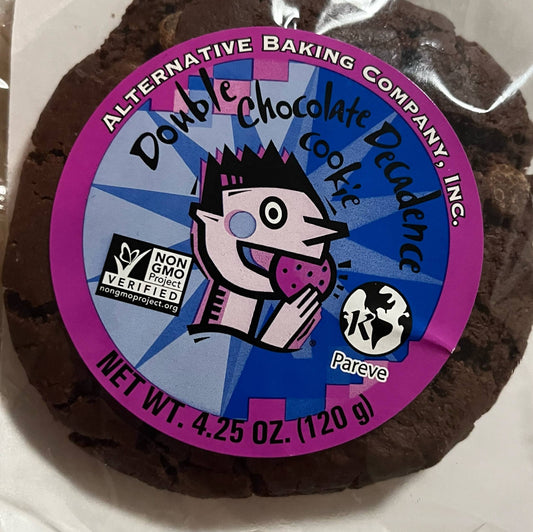 ALTERNATIVE BAKING COMPANY, INC.
Double Chocolate Decadence
cookie
NON
GMO
Project
VERIFIED
nongmoproject.org
K
Pareve
NET WT. 4.25 OZ. (120 g)